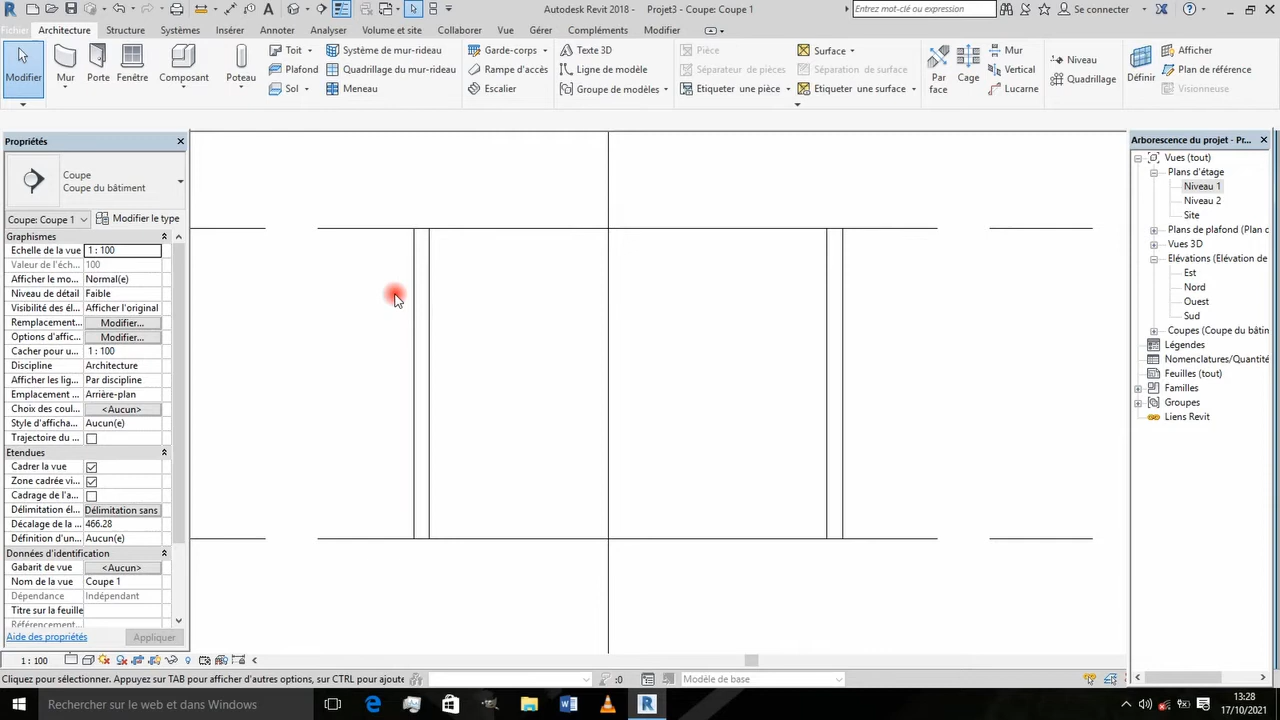 Autodesk Revit 2018 - Projet3 - Coupe: Coupe 1
Entrez mot-clé ou expression
Se connecter
Fichier Architecture Structure Systèmes Insérer Annoter Analyser Volume et site Collaborer Vue Gérer Compléments Modifier
Modifier
Mur
Porte
Fenêtre
Composant
Poteau
Toit
Plafond
Sol
Système de mur-rideau
Quadrillage du mur-rideau
Meneau
Garde-corps
Rampe d'accès
Escalier
Texte 3D
Ligne de modèle
Groupe de modèles
Pièce
Séparateur de pièces
Etiqueter une pièce
Surface
Séparation de surface
Etiqueter une surface
Par face
Cage
Mur
Vertical
Lucarne
Niveau
Quadrillage
Définir
Afficher
Plan de référence
Visionneuse
Propriétés
Coupe
Coupe du bâtiment
Coupe: Coupe 1
Modifier le type
Graphismes
Echelle de la vue 1 : 100
Valeur de l'éch... 100
Afficher le mo... Normal(e)
Niveau de détail Faible
Visibilité des él... Afficher l'original
Remplacement... Modifier...
Options d'affic... Modifier...
Cacher pour u... 1 : 100
Discipline Architecture
Afficher les lig... Par discipline
Emplacement ... Arrière-plan
Choix des coul... <Aucun>
Style d'afficha... Aucun(e)
Trajectoire du ...
Etendues
Cadrer la vue
Zone cadrée vi...
Cadrage de l'a...
Délimitation él... Délimitation sans
Décalage de la ... 466.28
Définition d'un... Aucun(e)
Données d'identification
Gabarit de vue <Aucun>
Nom de la vue Coupe 1
Dépendance Indépendant
Titre sur la feuille
Référencement...
Aide des propriétés
Appliquer
Arborescence du projet - Pr...
Vues (tout)
Plans d'étage
Niveau 1
Niveau 2
Site
Plans de plafond (Plan c
Vues 3D
Elévations (Elévation de
Est
Nord
Ouest
Sud
Coupes (Coupe du bâtin
Légendes
Nomenclatures/Quantité
Feuilles (tout)
Familles
Groupes
Liens Revit
1 : 100
Cliquez pour sélectionner. Appuyez sur TAB pour afficher d'autres options, sur CTRL pour ajoute
:0
Modèle de base
Rechercher sur le web et dans Windows
13:28
17/10/2021